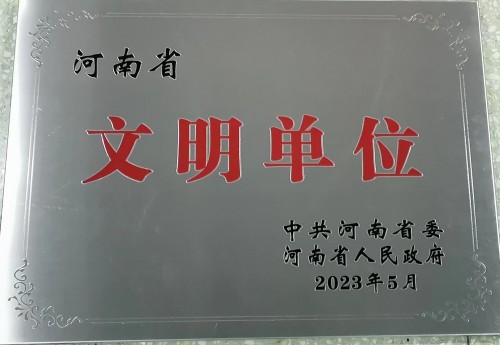 河南省
文明单位
中共河南省委
河南省人民政府
2023年5月